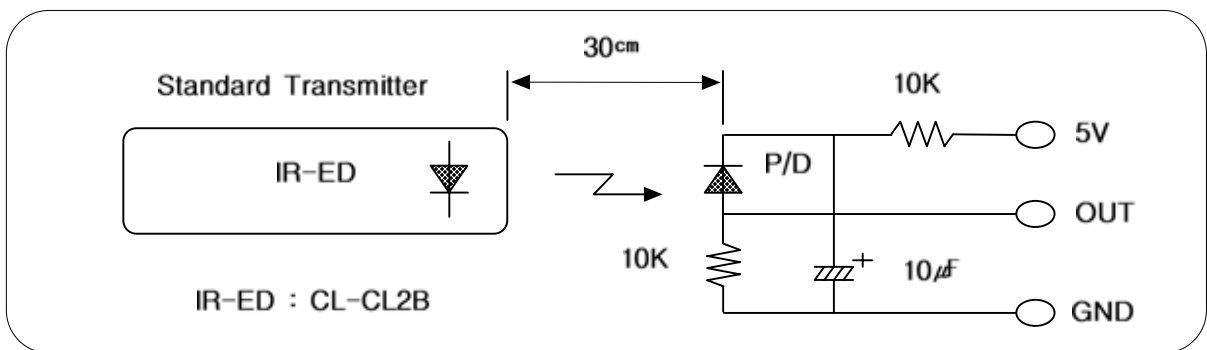 30cm
Standard Transmitter
10K
5V
IR-ED
P/D
OUT
10K
+
10㎌
IR-ED : CL-CL2B
GND